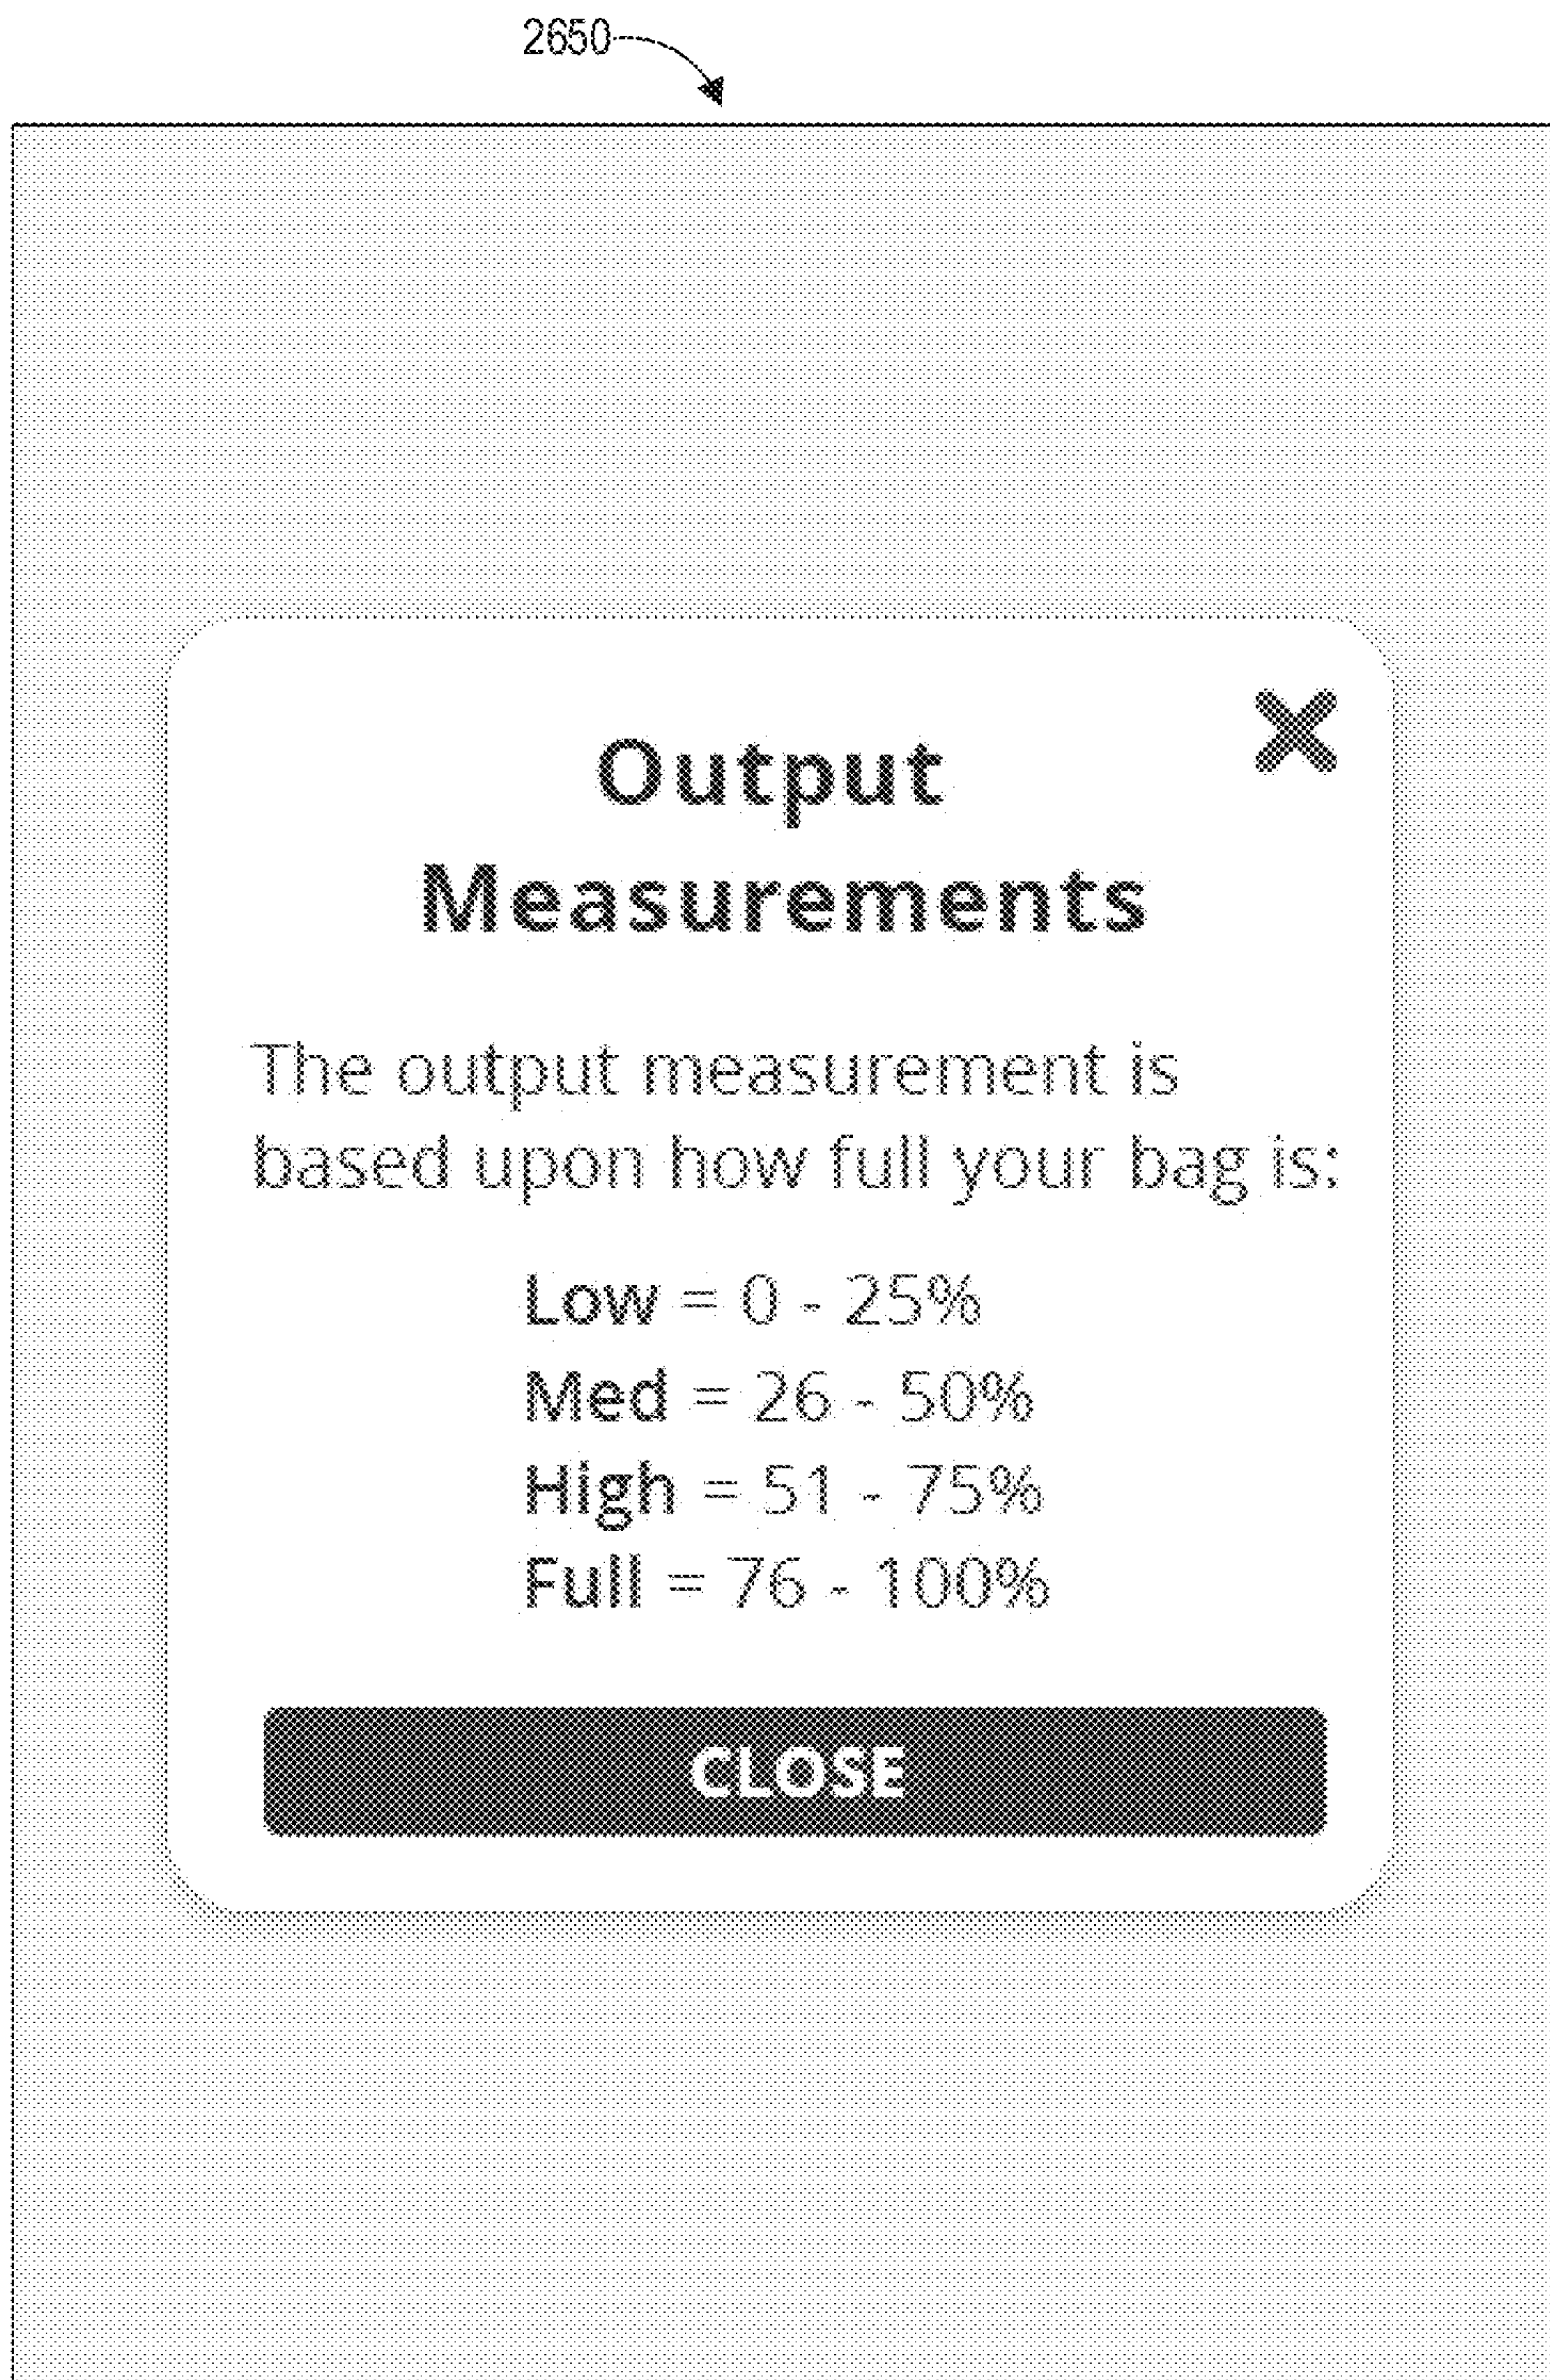 2650
Output
Measurements
The output measurement is
based upon how full your bag is:
Low = 0 - 25%
Med = 26 - 50%
High = 51 - 75%
Full = 76 - 100%
CLOSE